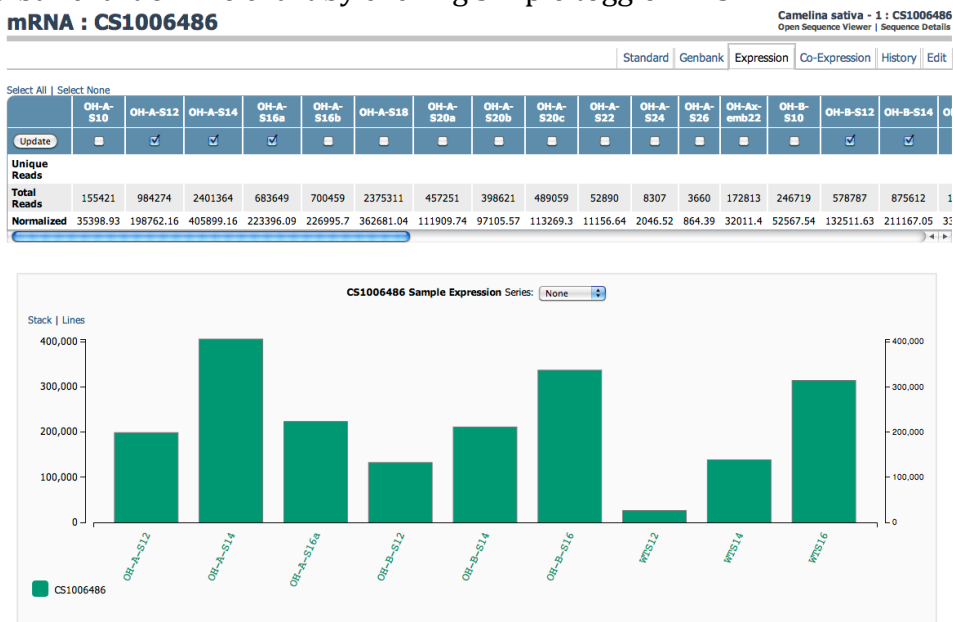 mRNA : CS1006486
Camelina sativa - 1 : CS1006486
Open Sequence Viewer | Sequence Details
Standard Genbank Expression Co-Expression History Edit
Select All | Select None
OH-A-S10 OH-A-S12 OH-A-S14 OH-A-S16a OH-A-S16b OH-A-S18 OH-A-S20a OH-A-S20b OH-A-S20c OH-A-S22 OH-A-S24 OH-A-S26 OH-Ax-emb22 OH-B-S10 OH-B-S12 OH-B-S14
Update
Unique Reads
Total Reads 155421 984274 2401364 683649 700459 2375311 457251 398621 489059 52890 8307 3660 172813 246719 578787 875612 1
Normalized 35398.93 198762.16 405899.16 223396.09 226995.7 362681.04 111909.74 97105.57 113269.3 11156.64 2046.52 864.39 32011.4 52567.54 132511.63 211167.05 33
CS1006486 Sample Expression Series: None
Stack | Lines
400,000 400,000
300,000 300,000
200,000 200,000
100,000 100,000
0 0
OH-A-S12 OH-A-S14 OH-A-S16a OH-B-S12 OH-B-S14 OH-B-S16 WTS12 WTS14 WTS16
CS1006486